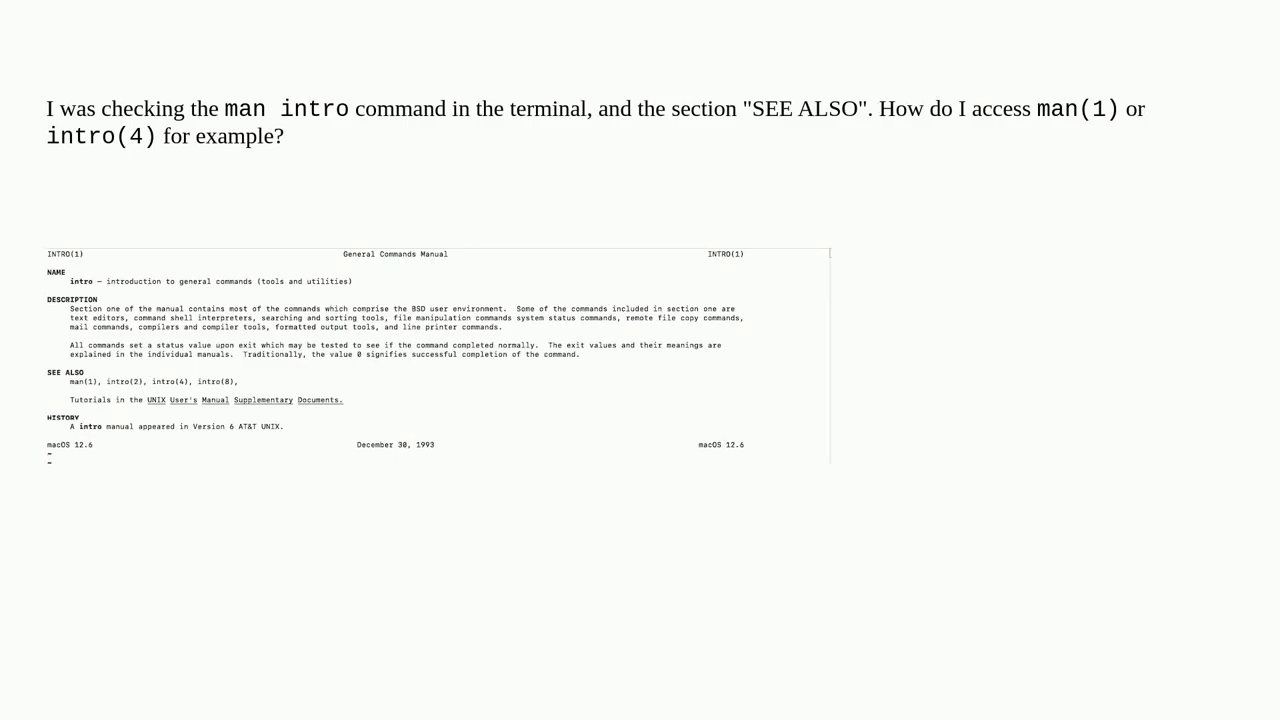 I was checking the man intro command in the terminal, and the section "SEE ALSO". How do I access man(1) or
intro(4) for example?
INTRO(1) General Commands Manual INTRO(1)
NAME
intro – introduction to general commands (tools and utilities)
DESCRIPTION
Section one of the manual contains most of the commands which comprise the BSD user environment. Some of the commands included in section one are
text editors, command shell interpreters, searching and sorting tools, file manipulation commands system status commands, remote file copy commands,
mail commands, compilers and compiler tools, formatted output tools, and line printer commands.
All commands set a status value upon exit which may be tested to see if the command completed normally. The exit values and their meanings are
explained in the individual manuals. Traditionally, the value 0 signifies successful completion of the command.
SEE ALSO
man(1), intro(2), intro(4), intro(8),
Tutorials in the UNIX User's Manual Supplementary Documents.
HISTORY
A intro manual appeared in Version 6 AT&T UNIX.
macOS 12.6 December 30, 1993 macOS 12.6
~
~